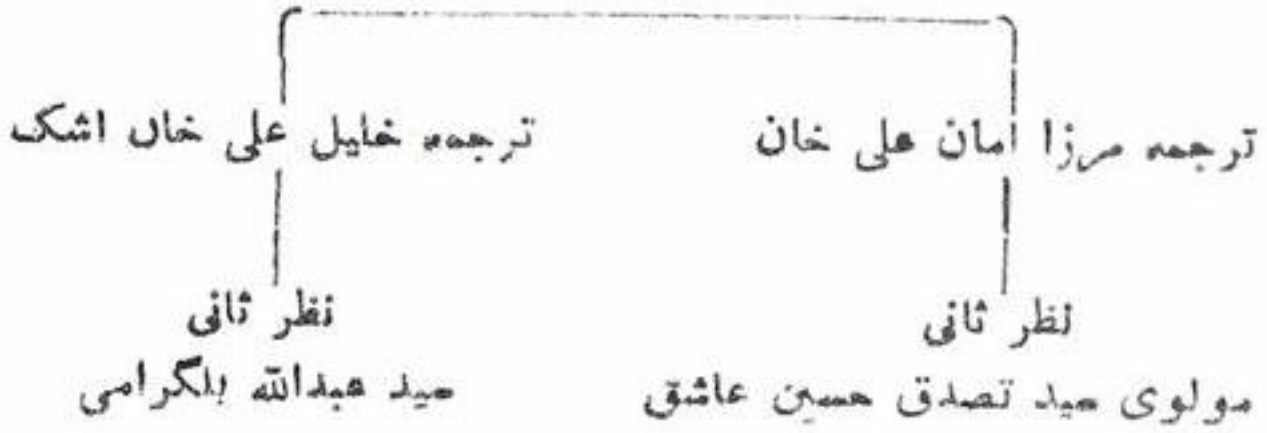 ترجمہ مرزا امان علی خان
ترجمہ خلیل علی خاں اشک
نظر ثانی
نظر ثانی
مولوی سید تصدق حسین عاشق
سید عبداللہ بلگرامی